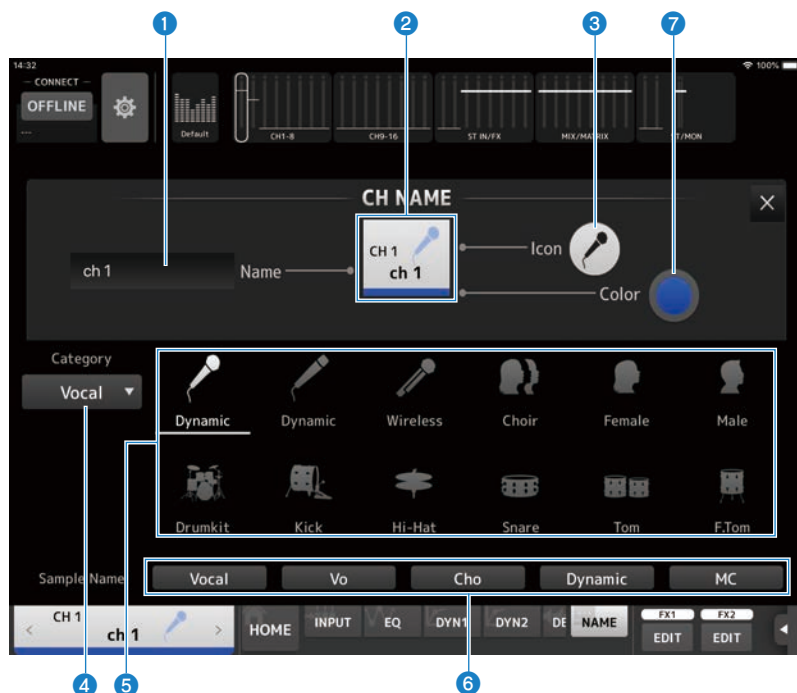 1 2 3 7
14:32 100%
CONNECT
OFFLINE
---
Default
CH1-8
CH9-16
ST IN/FX
MIX/MATRIX
CH NAME
ch 1
Name
CH 1
ch 1
Icon
Color
Category
Vocal
Dynamic Dynamic Wireless Choir Female Male
Drumkit Kick Hi-Hat Snare Tom F.Tom
Sample Name
Vocal Vo Cho Dynamic MC
CH 1
ch 1
HOME INPUT EQ DYN1 DYN2 DE NAME
FX1 FX2
EDIT EDIT
4 5 6